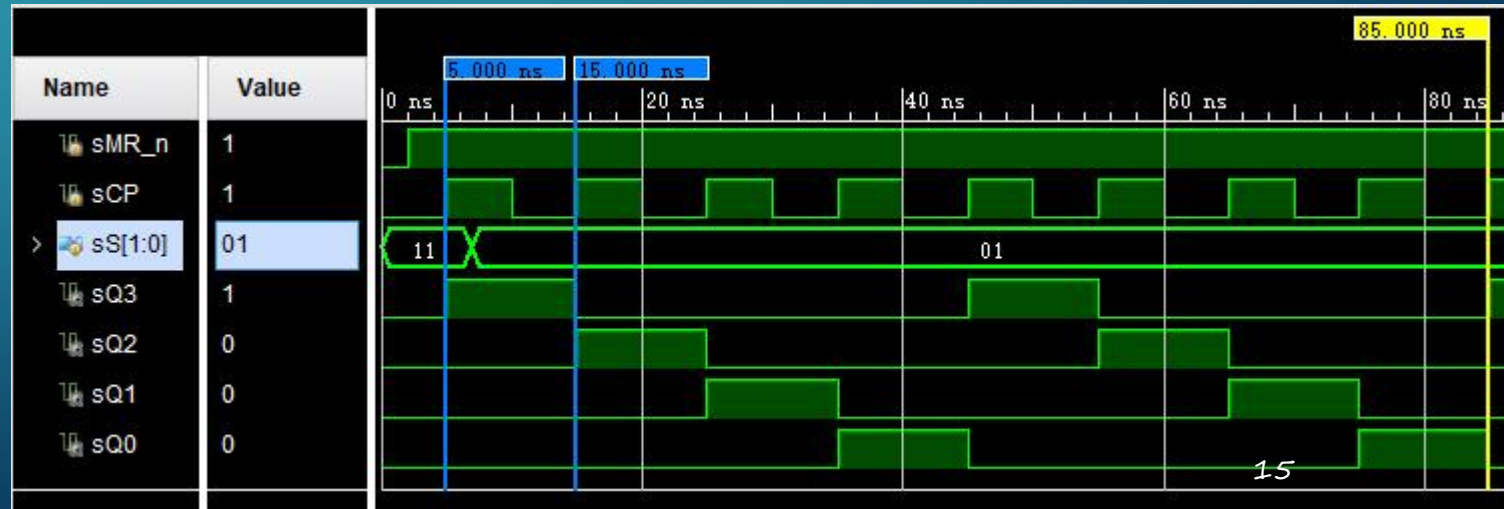 85.000 ns
5.000 ns 15.000 ns
Name Value
0 ns 20 ns 40 ns 60 ns 80 ns
sMR_n 1
sCP 1
> sS[1:0] 01 11 01
sQ3 1
sQ2 0
sQ1 0
sQ0 0
15